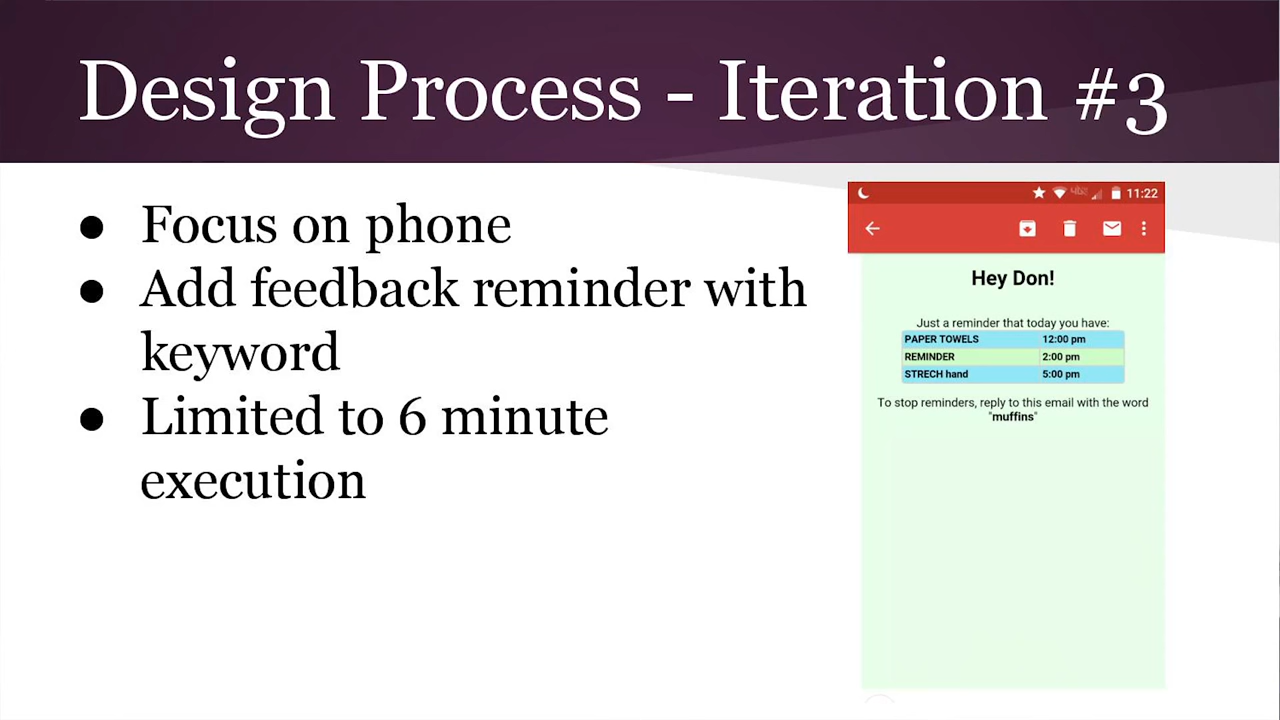 Design Process - Iteration #3
● Focus on phone
● Add feedback reminder with
keyword
● Limited to 6 minute
execution
11:22
Hey Don!
Just a reminder that today you have:
PAPER TOWELS 12:00 pm
REMINDER 2:00 pm
STRECH hand 5:00 pm
To stop reminders, reply to this email with the word
"muffins"